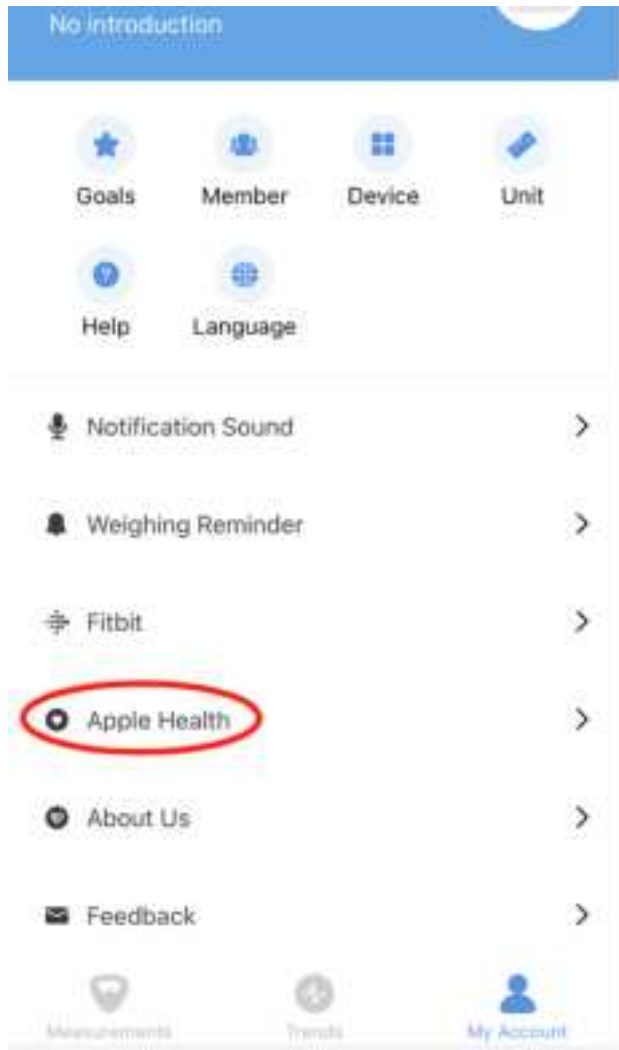 No introduction
Goals Member Device Unit
Help Language
Notification Sound
Weighing Reminder
Fitbit
Apple Health
About Us
Feedback
Measurements Trends My Account